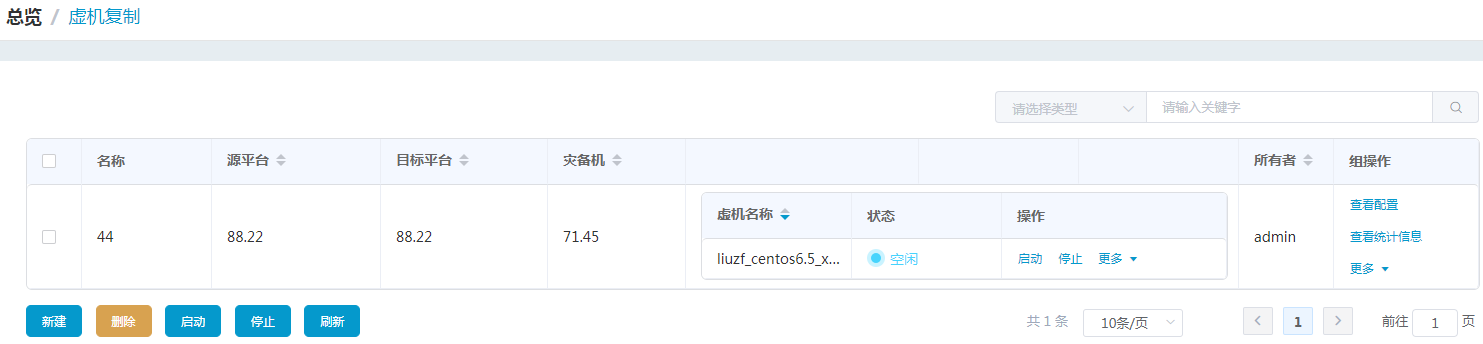 总览 / 虚机复制
请选择类型 请输入关键字
名称 源平台 目标平台 灾备机 所有者 组操作
虚机名称 状态 操作
44 88.22 88.22 71.45 admin
liuzf_centos6.5_x... 空闲 启动 停止 更多
查看配置
查看统计信息
更多
新建 删除 启动 停止 刷新 共 1 条 10条/页 1 前往 1 页